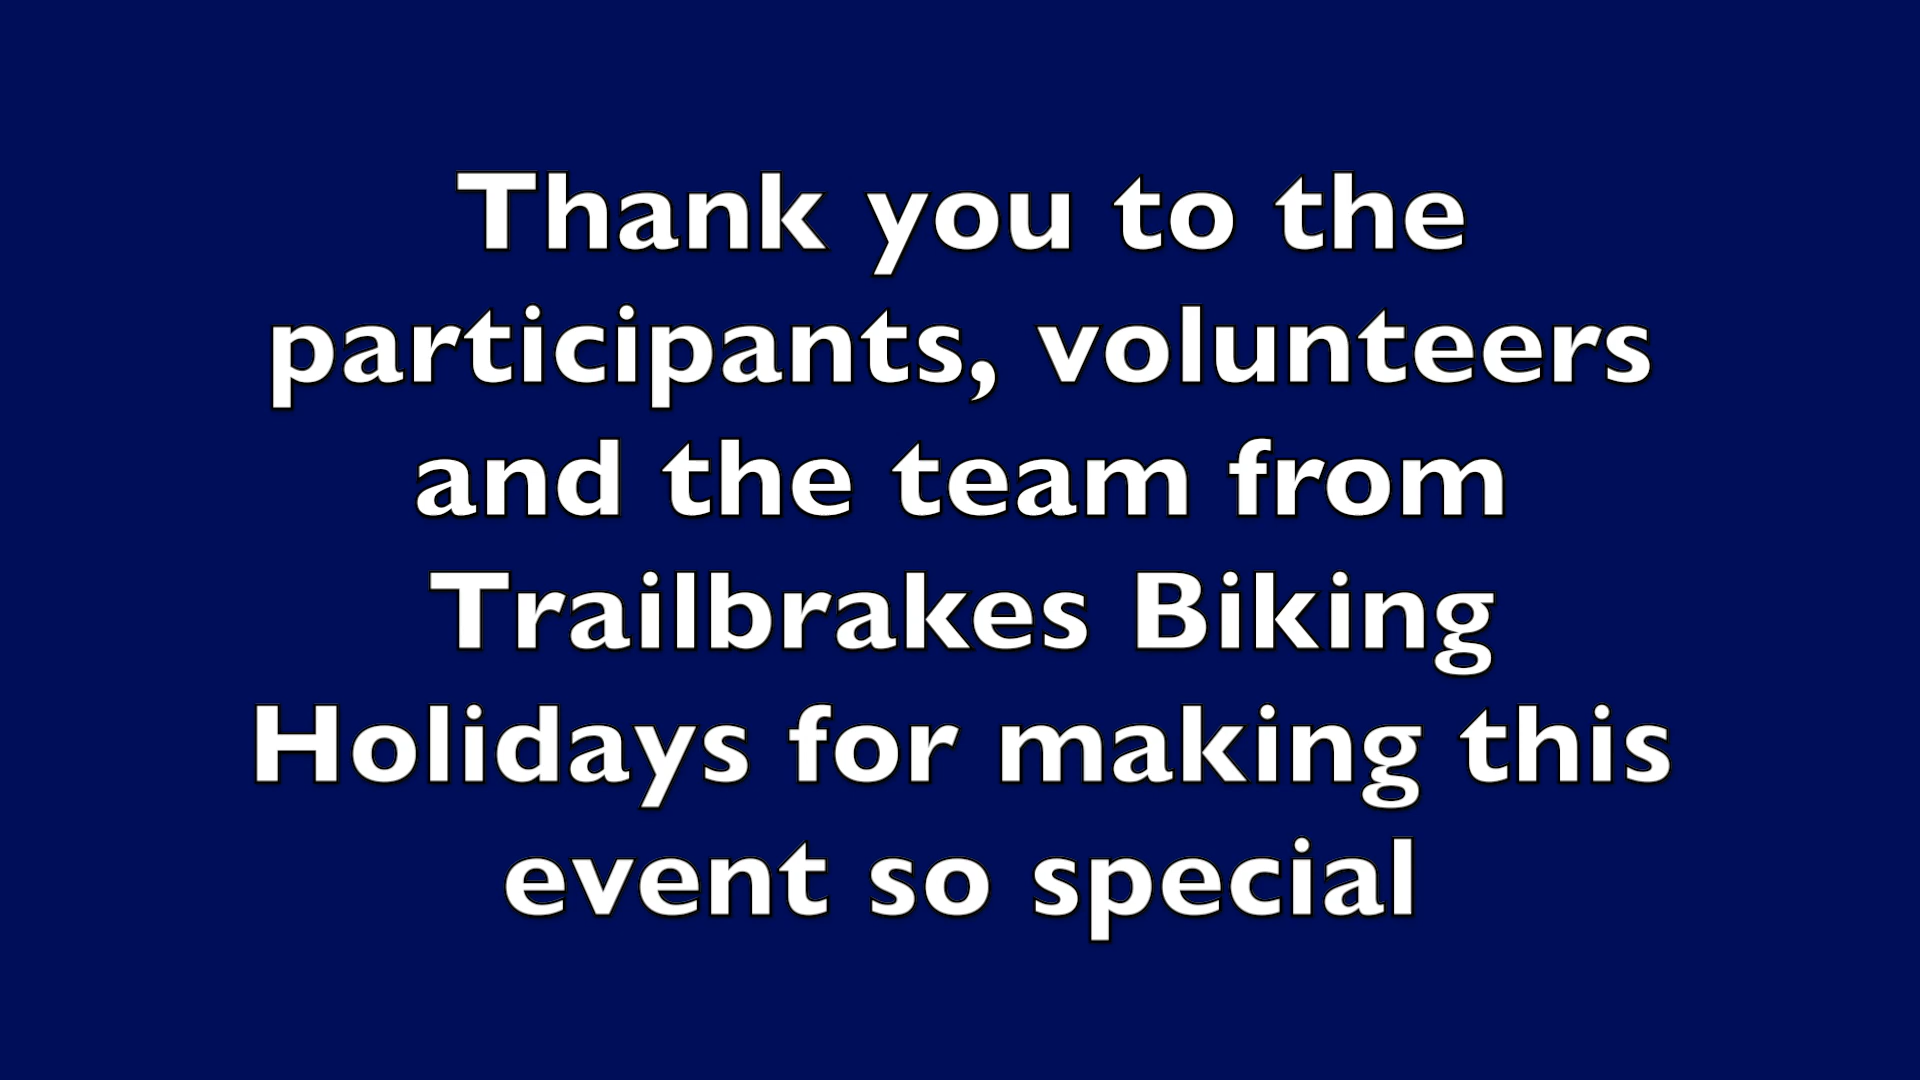 Thank you to the
participants, volunteers
and the team from
Trailbrakes Biking
Holidays for making this
event so special